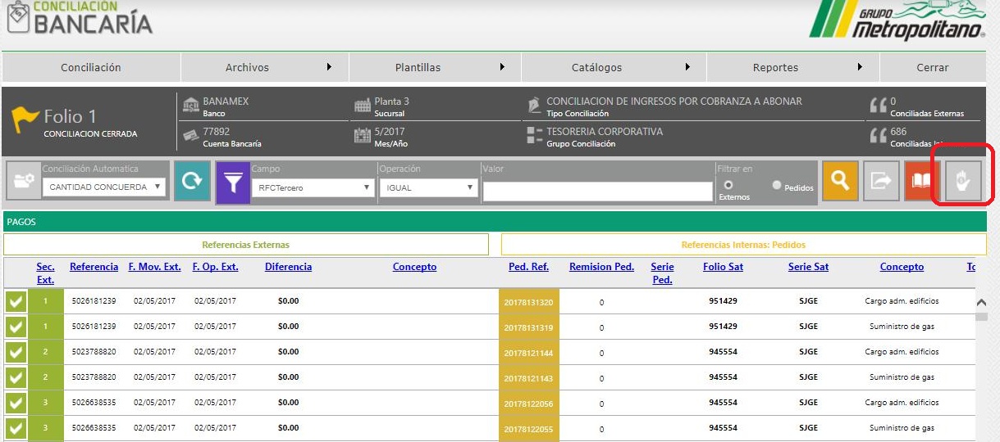 CONCILIACIÓN
BANCARÍA
GRUPO
metropolitano
Conciliación Archivos Plantillas Catálogos Reportes Cerrar
Folio 1
CONCILIACION CERRADA
BANAMEX
Banco
77892
Cuenta Bancaría
Planta 3
Sucursal
5/2017
Mes/Año
CONCILIACION DE INGRESOS POR COBRANZA A ABONAR
Tipo Conciliación
TESORERIA CORPORATIVA
Grupo Conciliación
0
Conciliadas Externas
686
Conciliadas
Conciliación Automatica
CANTIDAD CONCUERDA
Campo
RFCTercero
Operación
IGUAL
Valor
Filtrar en
Externos
Pedidos
PAGOS
Referencias Externas Referencias Internas: Pedidos
Sec. Ext. Referencia F. Mov. Ext. F. Op. Ext. Diferencia Concepto Ped. Ref. Remision Ped. Serie Ped. Folio Sat Serie Sat Concepto To
1 5026181239 02/05/2017 02/05/2017 $0.00 20178131320 0 951429 SJGE Cargo adm. edificios
1 5026181239 02/05/2017 02/05/2017 $0.00 20178131319 0 951429 SJGE Suministro de gas
2 5023788820 02/05/2017 02/05/2017 $0.00 20178121144 0 945554 SJGE Cargo adm. edificios
2 5023788820 02/05/2017 02/05/2017 $0.00 20178121143 0 945554 SJGE Suministro de gas
3 5026638535 02/05/2017 02/05/2017 $0.00 20178122056 0 945554 SJGE Cargo adm. edificios
3 5026638535 02/05/2017 02/05/2017 $0.00 20178122055 0 945554 SJGE Suministro de gas